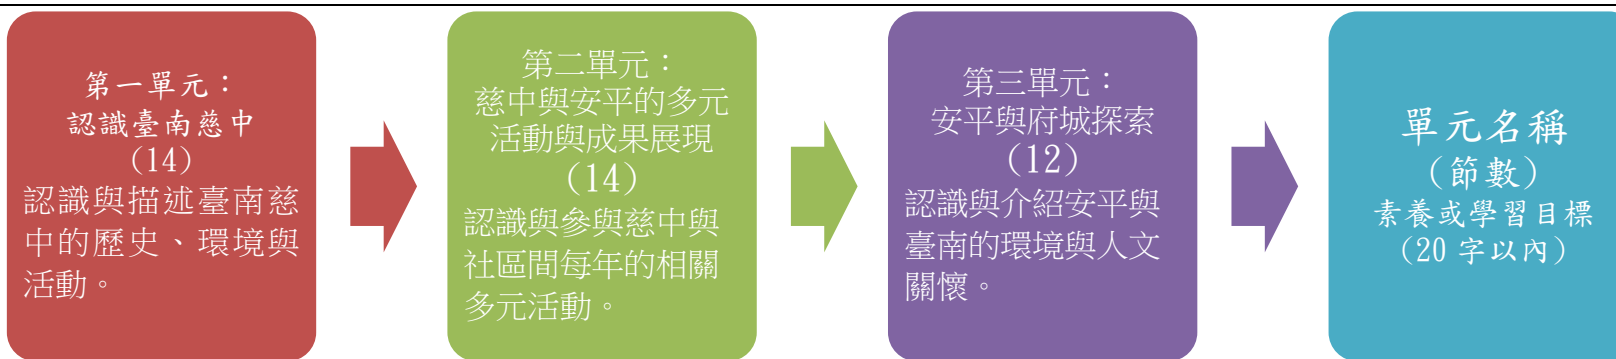 第一單元：
認識臺南慈中
(14)
認識與描述臺南慈
中的歷史、環境與
活動。
第二單元：
慈中與安平的多元
活動與成果展現
(14)
認識與參與慈中與
社區間每年的相關
多元活動。
第三單元：
安平與府城探索
(12)
認識與介紹安平與
臺南的環境與人文
關懷。
單元名稱
(節數)
素養或學習目標
(20 字以內)